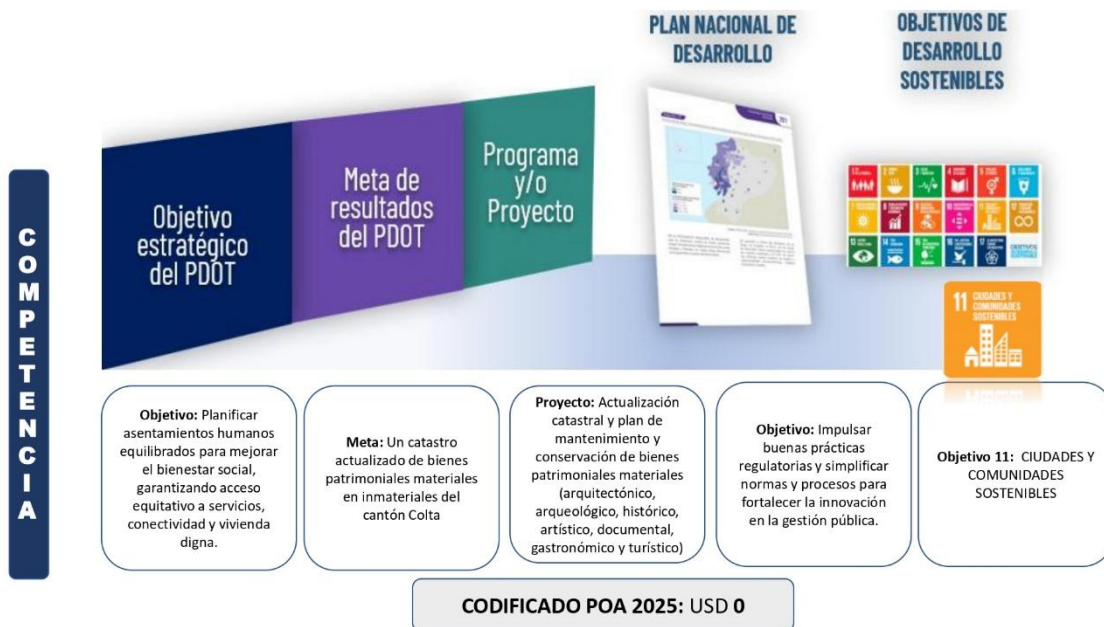 PLAN NACIONAL DE
DESARROLLO
OBJETIVOS DE
DESARROLLO
SOSTENIBLES
COMPETENCIA
Objetivo
estratégico
del PDOT
Meta de
resultados
del PDOT
Programa
y/o
Proyecto
11 CIUDADES Y
COMUNIDADES
SOSTENIBLES
Objetivo: Planificar
asentamientos humanos
equilibrados para mejorar
el bienestar social,
garantizando acceso
equitativo a servicios,
conectividad y vivienda
digna.
Meta: Un catastro
actualizado de bienes
patrimoniales materiales
en inmateriales del
cantón Colta
Proyecto: Actualización
catastral y plan de
mantenimiento y
conservación de bienes
patrimoniales materiales
(arquitectónico,
arqueológico, histórico,
artístico, documental,
gastronómico y turístico)
Objetivo: Impulsar
buenas prácticas
regulatorias y simplificar
normas y procesos para
fortalecer la innovación
en la gestión pública.
Objetivo 11: CIUDADES Y
COMUNIDADES
SOSTENIBLES
CODIFICADO POA 2025: USD 0